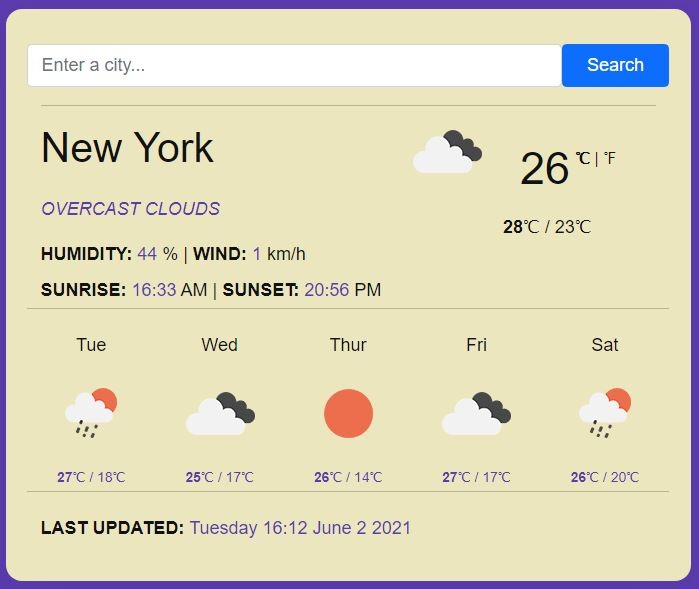 Enter a city... Search
New York
26 °C | °F
OVERCAST CLOUDS
28°C / 23°C
HUMIDITY: 44 % | WIND: 1 km/h
SUNRISE: 16:33 AM | SUNSET: 20:56 PM
Tue Wed Thur Fri Sat
27°C / 18°C 25°C / 17°C 26°C / 14°C 27°C / 17°C 26°C / 20°C
LAST UPDATED: Tuesday 16:12 June 2 2021